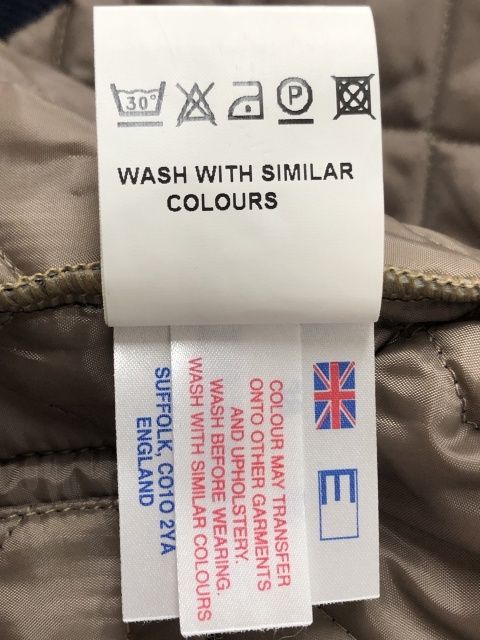 30°
P
WASH WITH SIMILAR
COLOURS
COLOUR MAY TRANSFER
ONTO OTHER GARMENTS
AND UPHOLSTERY.
WASH BEFORE WEARING.
WASH WITH SIMILAR COLOURS
SUFFOLK, CO10 2YA
ENGLAND
E